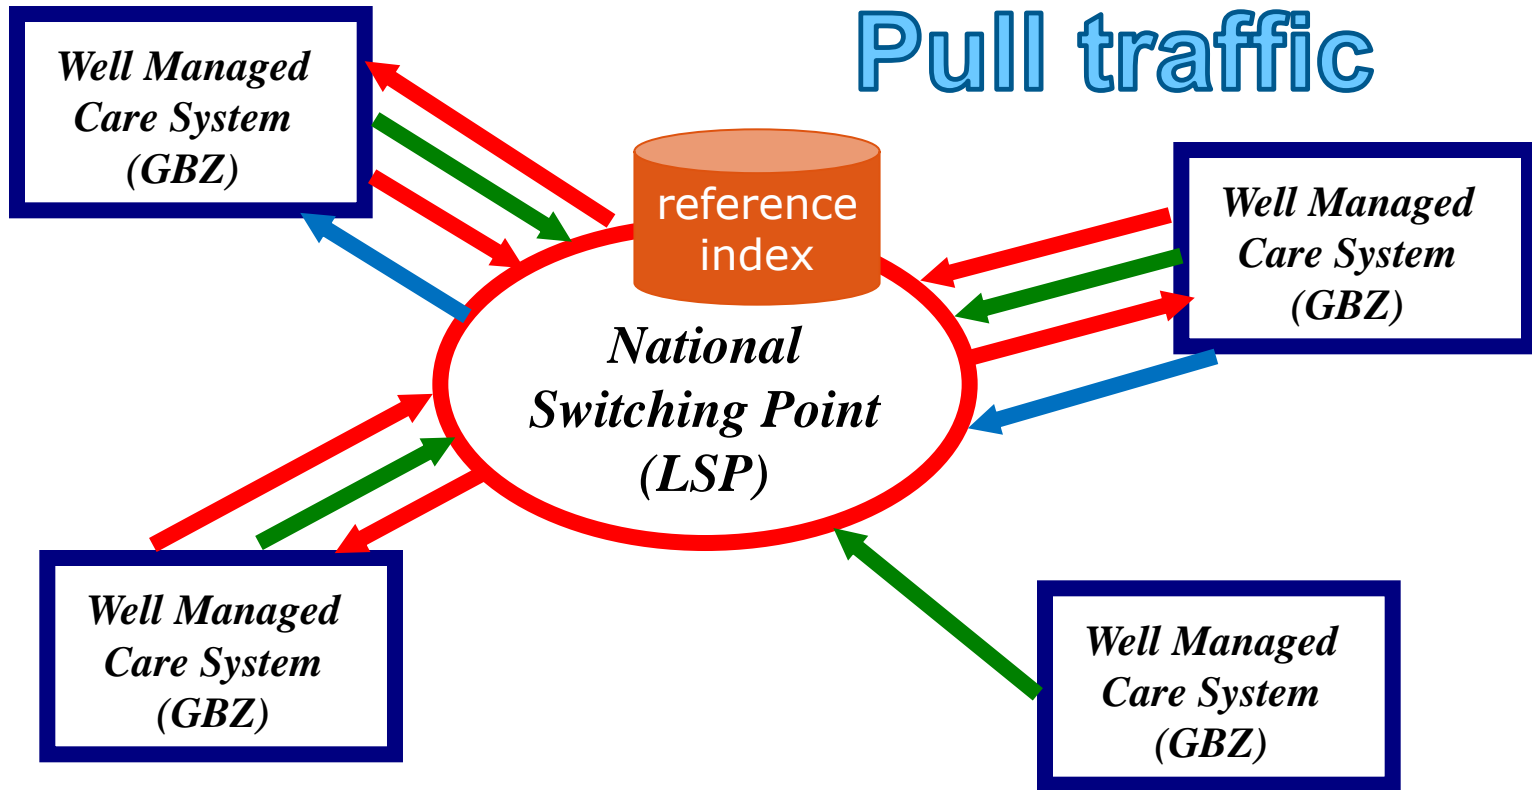 Pull traffic
Well Managed
Care System
(GBZ)
reference
index
Well Managed
Care System
(GBZ)
National
Switching Point
(LSP)
Well Managed
Care System
(GBZ)
Well Managed
Care System
(GBZ)